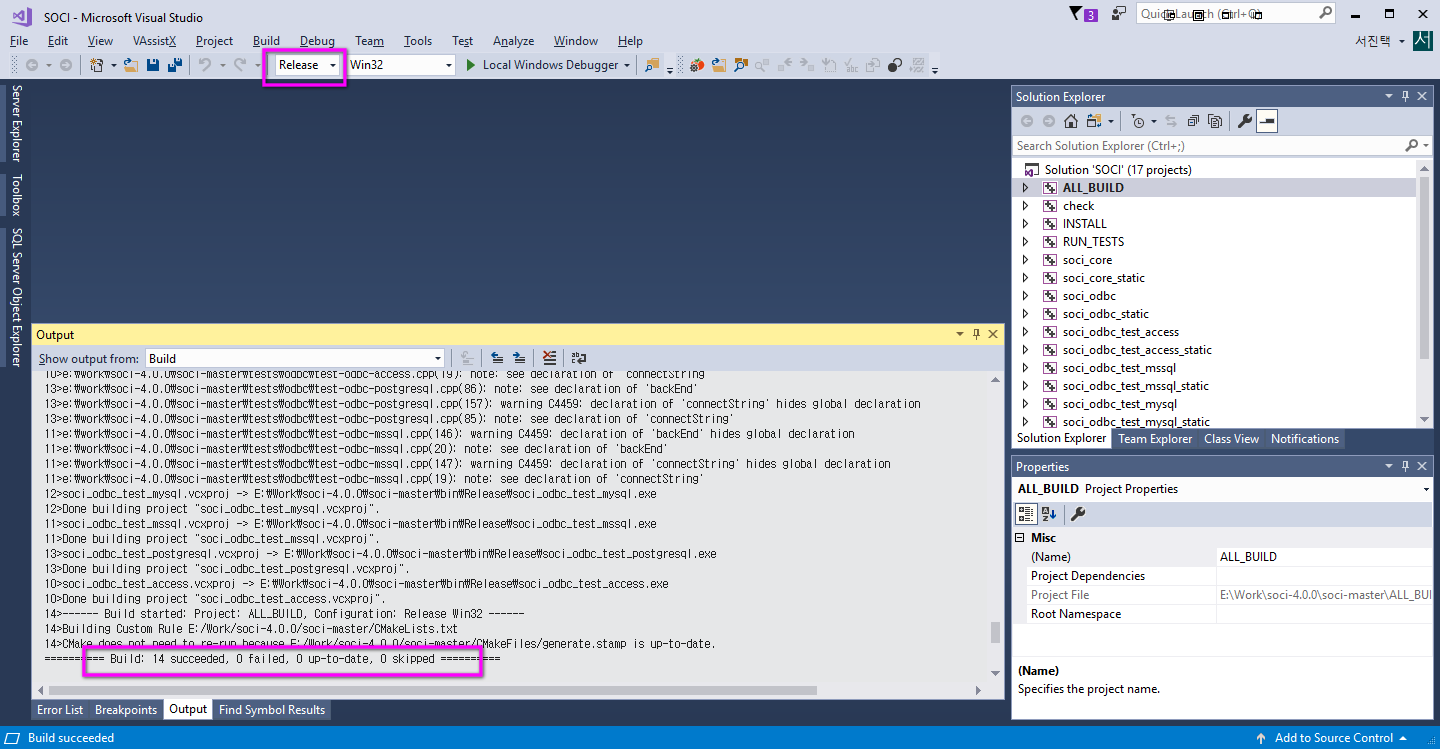 SOCI - Microsoft Visual Studio
3
Quick Launch (Ctrl+Q)
File Edit View VAssistX Project Build Debug Team Tools Test Analyze Window Help
서진택
서
Release
Win32
Local Windows Debugger
Server Explorer
Toolbox
SQL Server Object Explorer
Output
Show output from: Build
10>e:₩work₩soci-4.0.0₩soci-master₩tests₩odbc₩test-odbc-access.cpp(19): note: see declaration of 'connectString'
13>e:₩work₩soci-4.0.0₩soci-master₩tests₩odbc₩test-odbc-postgresql.cpp(86): note: see declaration of 'backEnd'
13>e:₩work₩soci-4.0.0₩soci-master₩tests₩odbc₩test-odbc-postgresql.cpp(157): warning C4459: declaration of 'connectString' hides global declaration
13>e:₩work₩soci-4.0.0₩soci-master₩tests₩odbc₩test-odbc-postgresql.cpp(85): note: see declaration of 'connectString'
11>e:₩work₩soci-4.0.0₩soci-master₩tests₩odbc₩test-odbc-mssql.cpp(146): warning C4459: declaration of 'backEnd' hides global declaration
11>e:₩work₩soci-4.0.0₩soci-master₩tests₩odbc₩test-odbc-mssql.cpp(20): note: see declaration of 'backEnd'
11>e:₩work₩soci-4.0.0₩soci-master₩tests₩odbc₩test-odbc-mssql.cpp(147): warning C4459: declaration of 'connectString' hides global declaration
11>e:₩work₩soci-4.0.0₩soci-master₩tests₩odbc₩test-odbc-mssql.cpp(19): note: see declaration of 'connectString'
12>soci_odbc_test_mysql.vcxproj -> E:₩Work₩soci-4.0.0₩soci-master₩bin₩Release₩soci_odbc_test_mysql.exe
12>Done building project "soci_odbc_test_mysql.vcxproj".
11>soci_odbc_test_mssql.vcxproj -> E:₩Work₩soci-4.0.0₩soci-master₩bin₩Release₩soci_odbc_test_mssql.exe
11>Done building project "soci_odbc_test_mssql.vcxproj".
13>soci_odbc_test_postgresql.vcxproj -> E:₩Work₩soci-4.0.0₩soci-master₩bin₩Release₩soci_odbc_test_postgresql.exe
13>Done building project "soci_odbc_test_postgresql.vcxproj".
10>soci_odbc_test_access.vcxproj -> E:₩Work₩soci-4.0.0₩soci-master₩bin₩Release₩soci_odbc_test_access.exe
10>Done building project "soci_odbc_test_access.vcxproj".
14>------ Build started: Project: ALL_BUILD, Configuration: Release Win32 ------
14>Building Custom Rule E:/Work/soci-4.0.0/soci-master/CMakeLists.txt
14>CMake does not need to re-run because E:/Work/soci-4.0.0/soci-master/CMakeFiles/generate.stamp is up-to-date.
========== Build: 14 succeeded, 0 failed, 0 up-to-date, 0 skipped ==========
Error List Breakpoints Output Find Symbol Results
Solution Explorer
Search Solution Explorer (Ctrl+;)
Solution 'SOCI' (17 projects)
ALL_BUILD
check
INSTALL
RUN_TESTS
soci_core
soci_core_static
soci_odbc
soci_odbc_static
soci_odbc_test_access
soci_odbc_test_access_static
soci_odbc_test_mssql
soci_odbc_test_mssql_static
soci_odbc_test_mysql
soci_odbc_test_mysql_static
Solution Explorer Team Explorer Class View Notifications
Properties
ALL_BUILD Project Properties
Misc
(Name) ALL_BUILD
Project Dependencies
Project File E:\Work\soci-4.0.0\soci-master\ALL_BUI
Root Namespace
(Name)
Specifies the project name.
Build succeeded
Add to Source Control